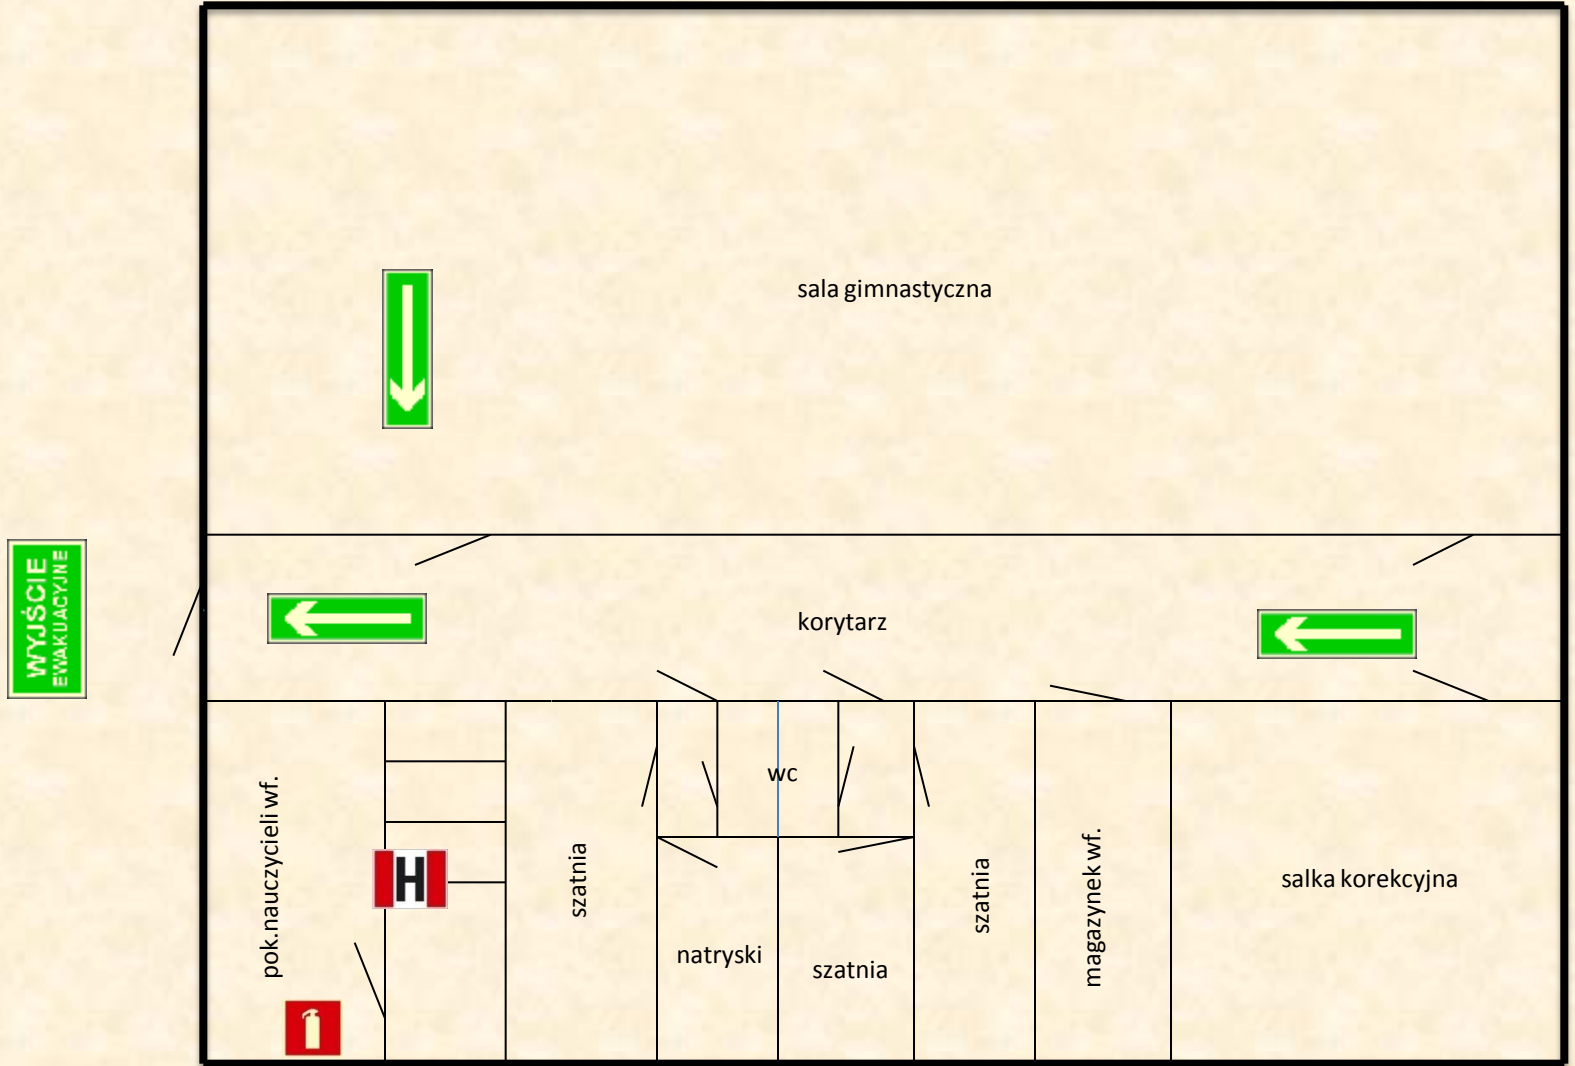 sala gimnastyczna
WYJŚCIE
EWAKUACYJNE
korytarz
wc
pok.nauczycieli wf.
H
szatnia
natryski
szatnia
szatnia
magazynek wf.
salka korekcyjna